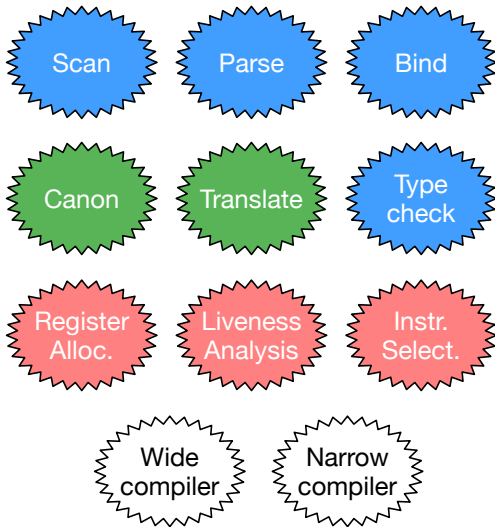 Scan
Parse
Bind
Canon
Translate
Type
check
Register
Alloc.
Liveness
Analysis
Instr.
Select.
Wide
compiler
Narrow
compiler